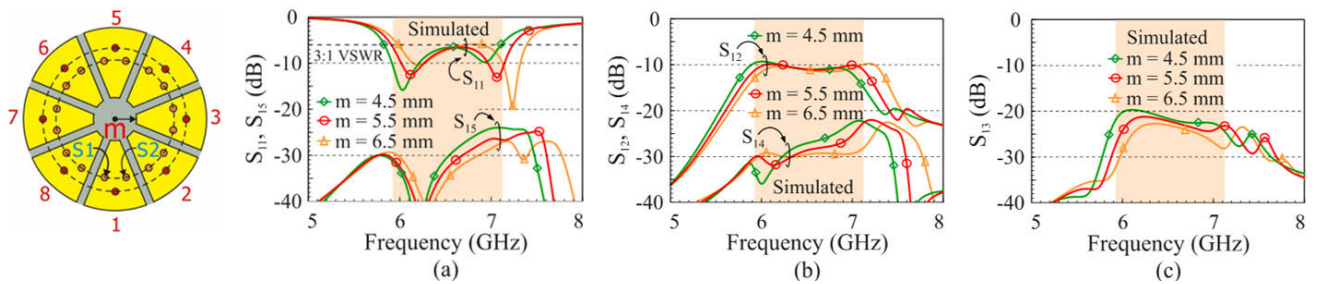 5
6
4
7
m
3
S1
S2
8
2
1
S₁₁, S₁₅ (dB)
0
-10
-20
-30
-40
Simulated
3:1 VSWR
S₁₁
m = 4.5 mm
m = 5.5 mm
m = 6.5 mm
S₁₅
5
6
7
8
Frequency (GHz)
(a)
S₁₂, S₁₄ (dB)
0
-10
-20
-30
-40
m = 4.5 mm
S₁₂
m = 5.5 mm
m = 6.5 mm
S₁₄
Simulated
5
6
7
8
Frequency (GHz)
(b)
S₁₃ (dB)
0
-10
-20
-30
-40
Simulated
m = 4.5 mm
m = 5.5 mm
m = 6.5 mm
5
6
7
8
Frequency (GHz)
(c)